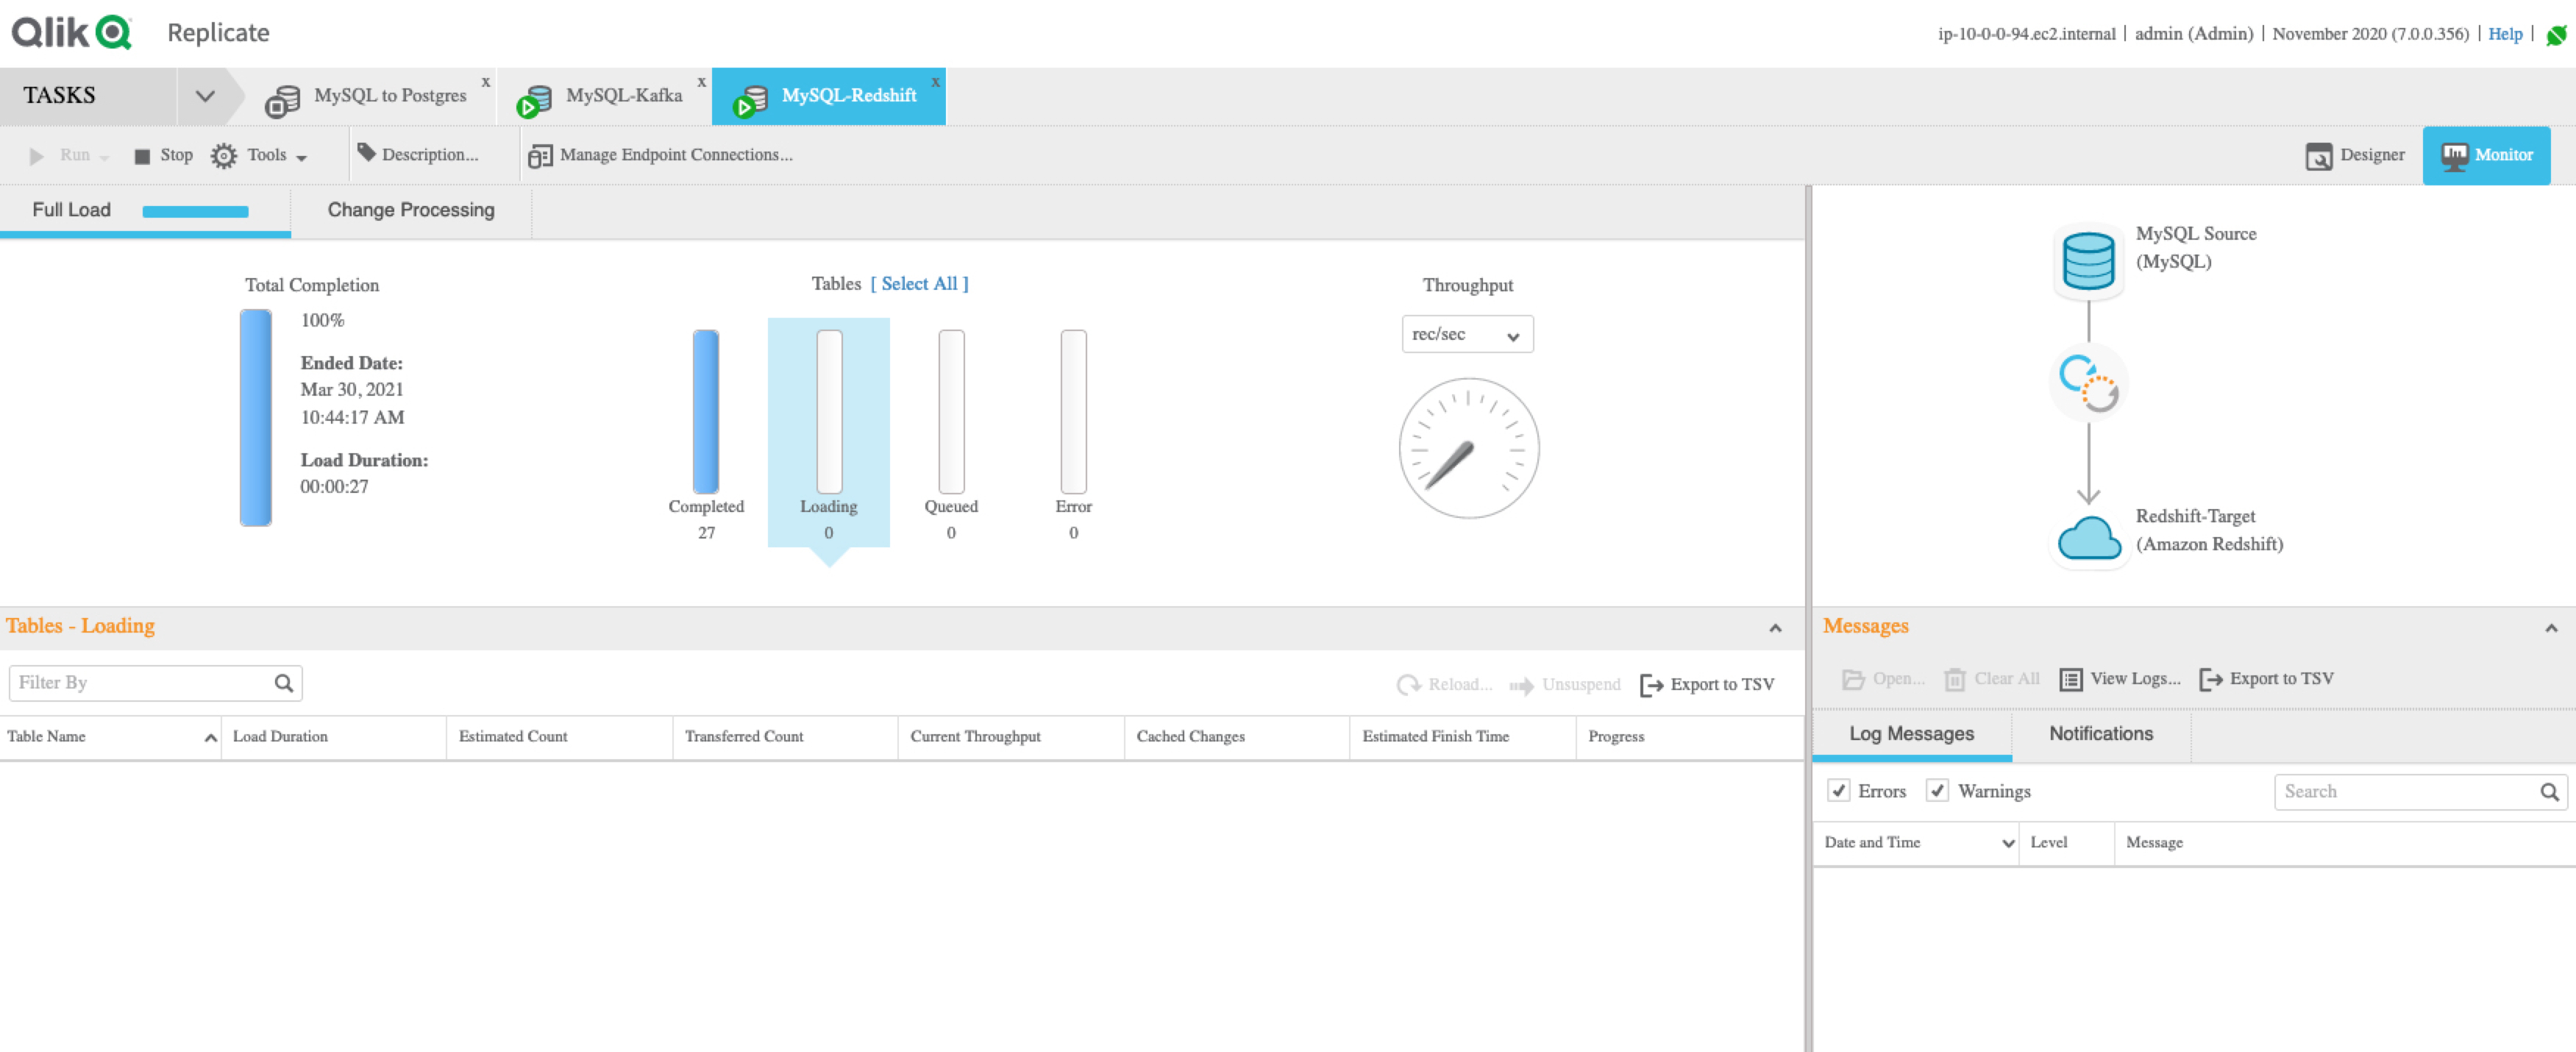 Qlik Replicate
ip-10-0-0-94.ec2.internal | admin (Admin) | November 2020 (7.0.0.356) | Help |
TASKS
MySQL to Postgres x
MySQL-Kafka x
MySQL-Redshift x
Run
Stop
Tools
Description...
Manage Endpoint Connections...
Designer
Monitor
Full Load
Change Processing
Total Completion
100%
Ended Date:
Mar 30, 2021
10:44:17 AM
Load Duration:
00:00:27
Tables [ Select All ]
Completed
27
Loading
0
Queued
0
Error
0
Throughput
rec/sec
MySQL Source
(MySQL)
Redshift-Target
(Amazon Redshift)
Tables - Loading
Filter By
Reload...
Unsuspend
Export to TSV
Table Name
Load Duration
Estimated Count
Transferred Count
Current Throughput
Cached Changes
Estimated Finish Time
Progress
Messages
Open...
Clear All
View Logs...
Export to TSV
Log Messages
Notifications
Errors
Warnings
Search
Date and Time
Level
Message